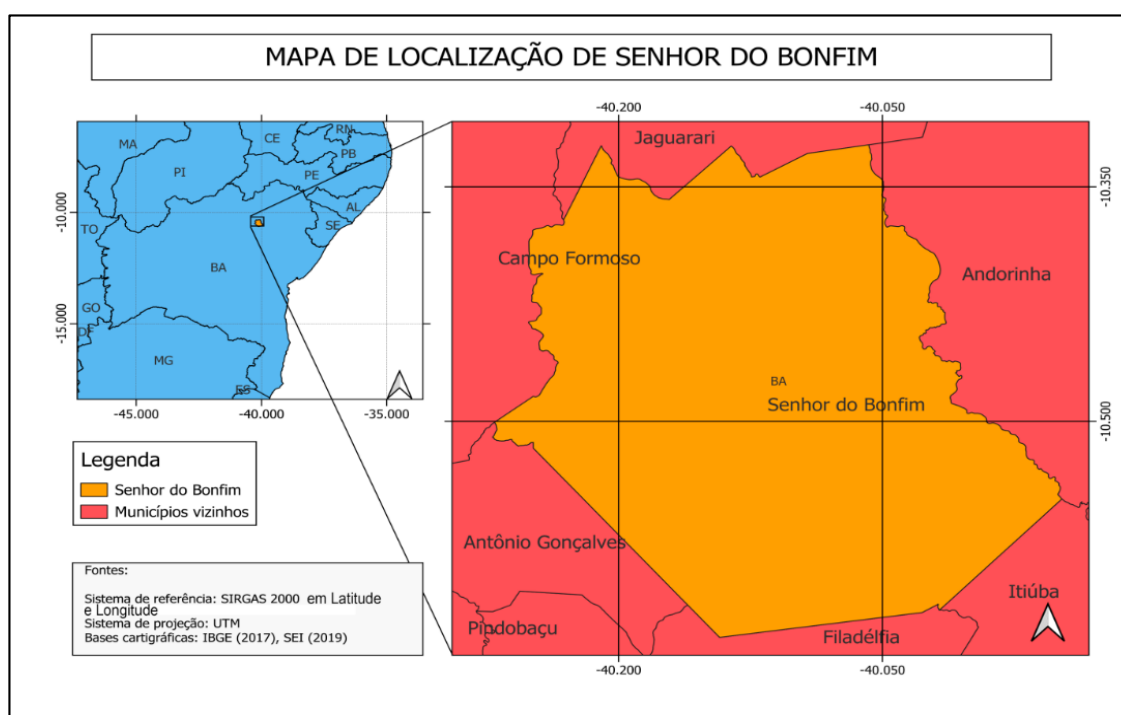 MAPA DE LOCALIZAÇÃO DE SENHOR DO BONFIM
MA
CE
RN
PB
PI
PE
AL
SE
TO
BA
GO
DF
MG
ES
-10.000
-15.000
-45.000
-40.000
-35.000
-40.200
-40.050
Jaguarari
-10.350
Campo Formoso
Andorinha
BA
Senhor do Bonfim
-10.500
Antônio Gonçalves
Itiúba
Pindobaçu
Filadélfia
-40.200
-40.050
Legenda
Senhor do Bonfim
Municípios vizinhos
Fontes:
Sistema de referência: SIRGAS 2000 em Latitude
e Longitude
Sistema de projeção: UTM
Bases cartigráficas: IBGE (2017), SEI (2019)